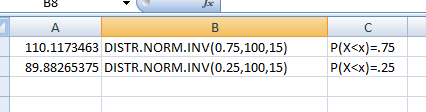 B8 fx
A B C
110.1173463 DISTR.NORM.INV(0.75,100,15) P(X<x)=.75
89.88265375 DISTR.NORM.INV(0.25,100,15) P(X<x)=.25